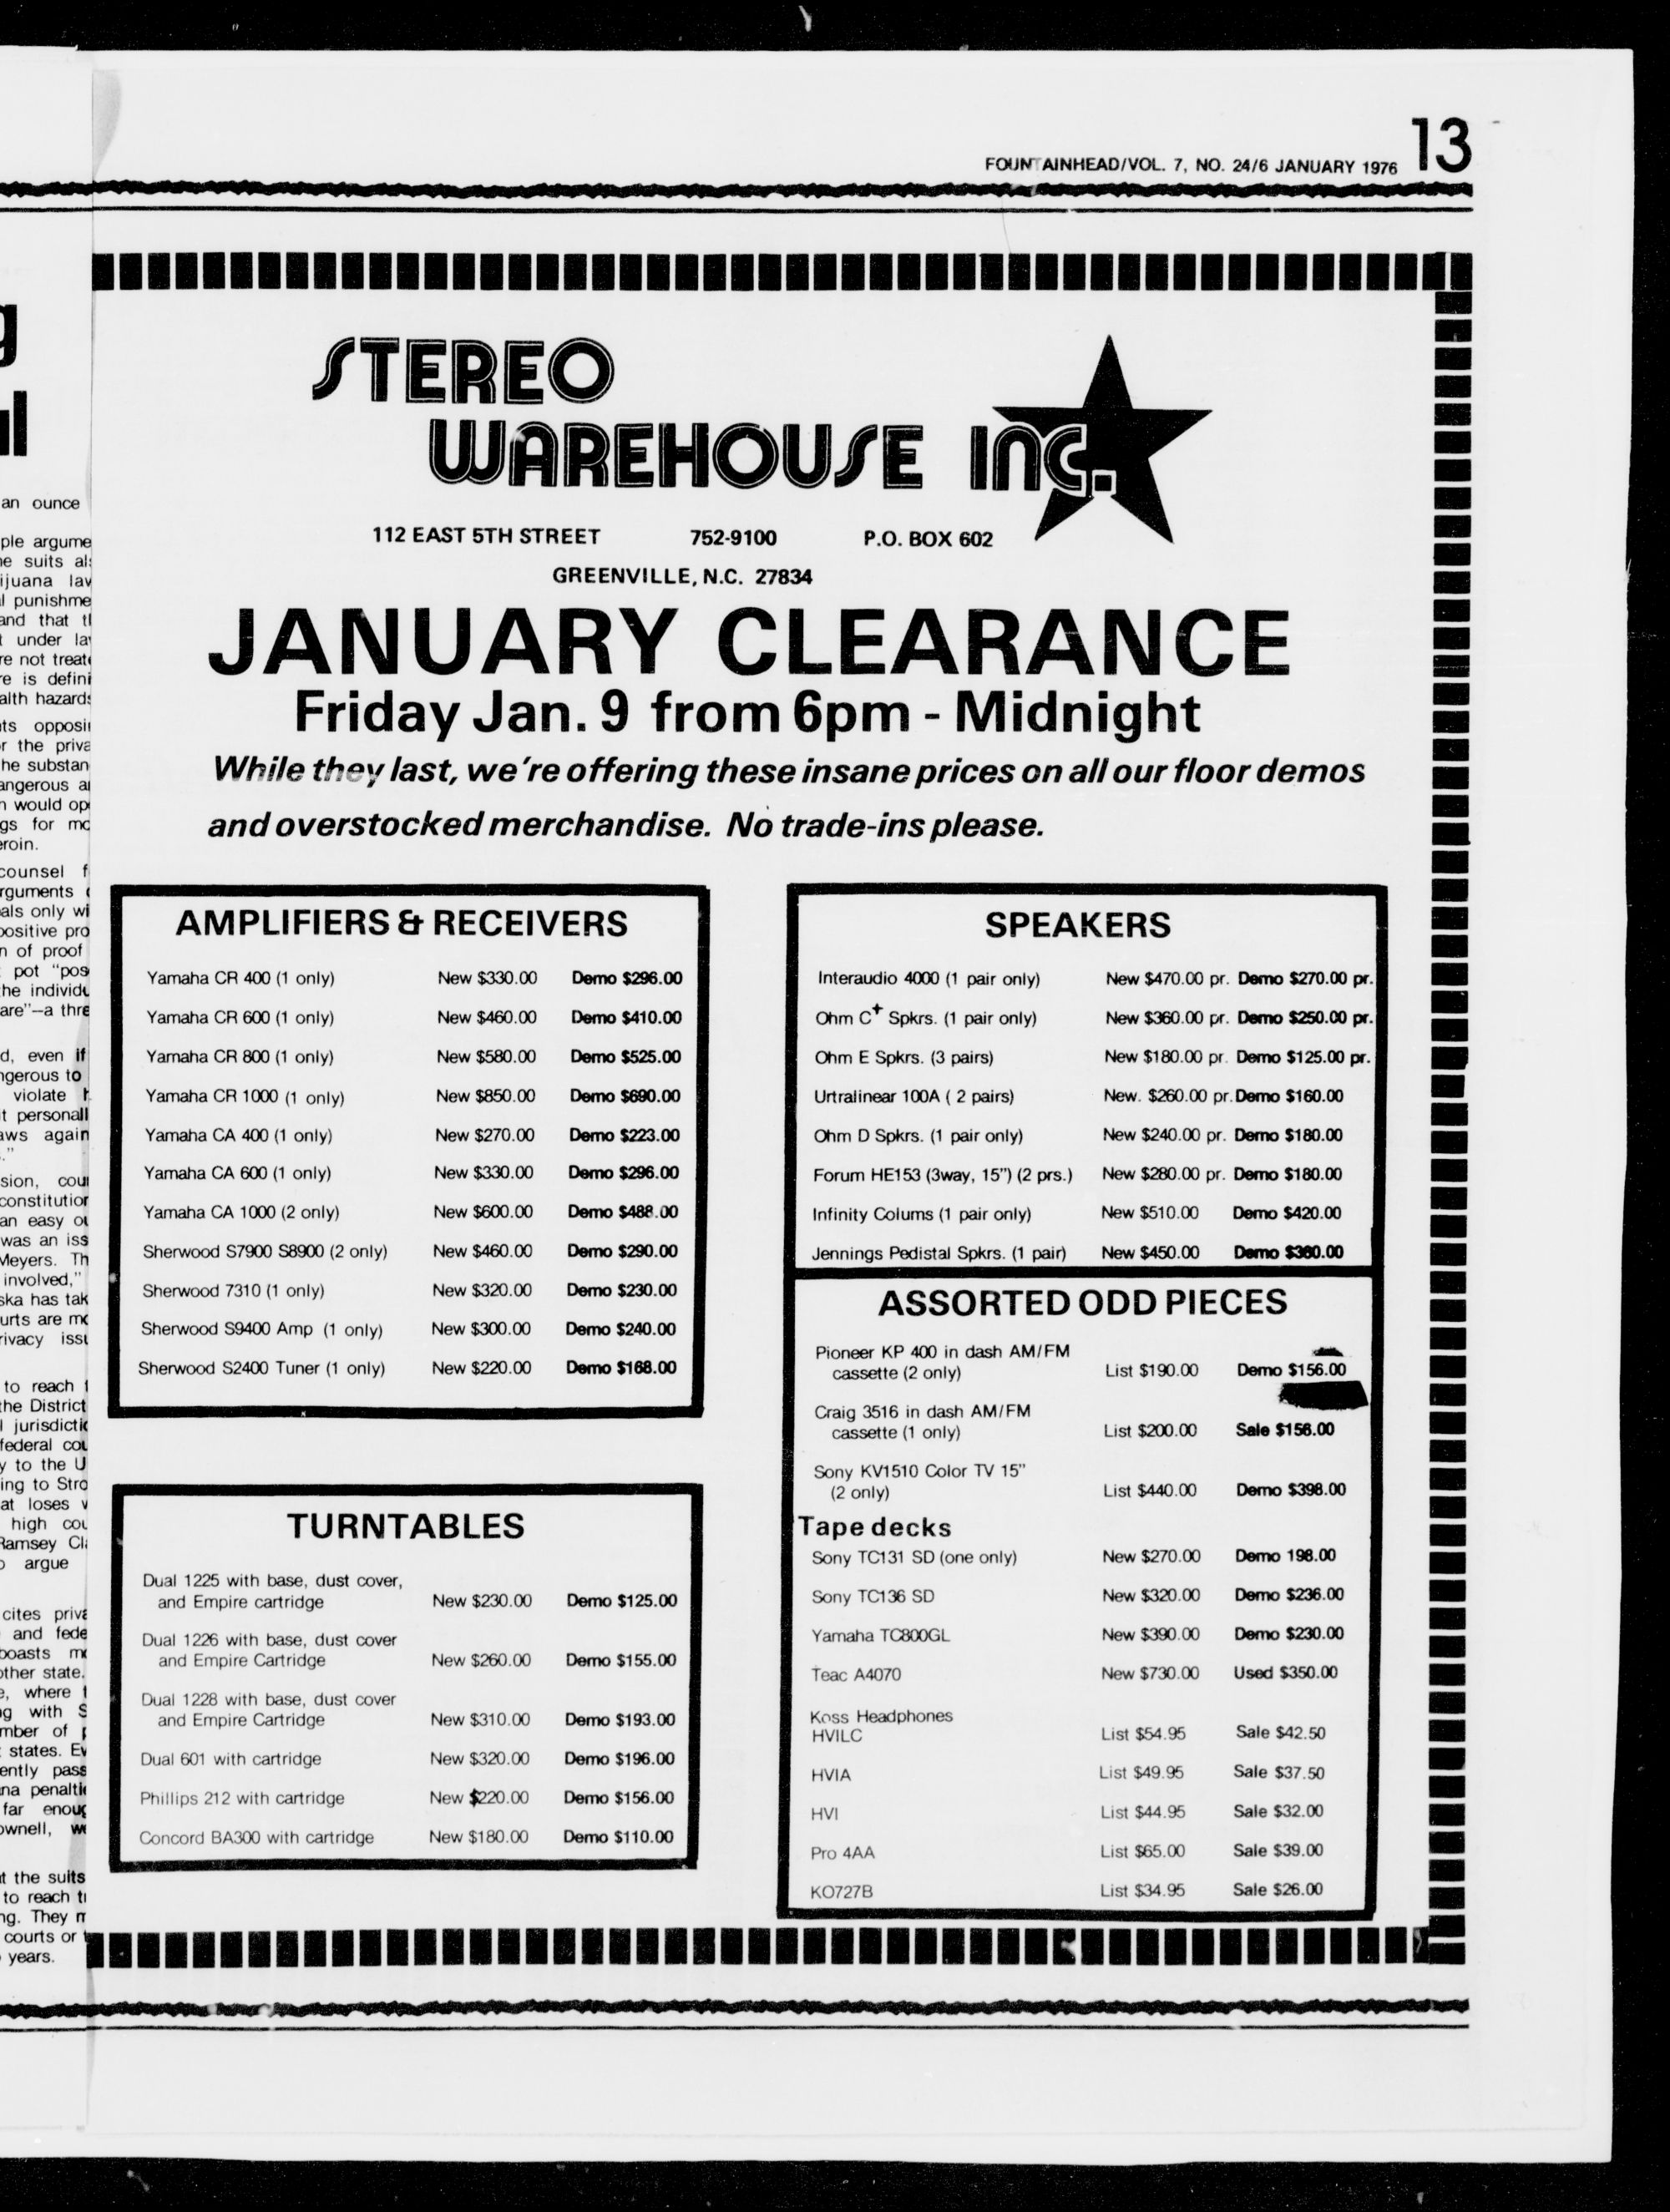 FOUNTAINHEAD/VOL. 7, NO. 24/6 JANUARY 1976 13
an ounce
STEREO
WAREHOUSE INC.
112 EAST 5TH STREET 752-9100 P.O. BOX 602
GREENVILLE, N.C. 27834
JANUARY CLEARANCE
Friday Jan. 9 from 6pm - Midnight
While they last, we're offering these insane prices on all our floor demos
and overstocked merchandise. No trade-ins please.
AMPLIFIERS & RECEIVERS
Yamaha CR 400 (1 only) New $330.00 Demo $296.00
Yamaha CR 600 (1 only) New $460.00 Demo $410.00
Yamaha CR 800 (1 only) New $580.00 Demo $525.00
Yamaha CR 1000 (1 only) New $850.00 Demo $690.00
Yamaha CA 400 (1 only) New $270.00 Demo $223.00
Yamaha CA 600 (1 only) New $330.00 Demo $296.00
Yamaha CA 1000 (2 only) New $600.00 Demo $488.00
Sherwood S7900 S8900 (2 only) New $460.00 Demo $290.00
Sherwood 7310 (1 only) New $320.00 Demo $230.00
Sherwood S9400 Amp (1 only) New $300.00 Demo $240.00
Sherwood S2400 Tuner (1 only) New $220.00 Demo $168.00
TURNTABLES
Dual 1225 with base, dust cover,
and Empire cartridge New $230.00 Demo $125.00
Dual 1226 with base, dust cover
and Empire Cartridge New $260.00 Demo $155.00
Dual 1228 with base, dust cover
and Empire Cartridge New $310.00 Demo $193.00
Dual 601 with cartridge New $320.00 Demo $196.00
Phillips 212 with cartridge New $220.00 Demo $156.00
Concord BA300 with cartridge New $180.00 Demo $110.00
SPEAKERS
Interaudio 4000 (1 pair only) New $470.00 pr. Demo $270.00 pr.
Ohm C+ Spkrs. (1 pair only) New $360.00 pr. Demo $250.00 pr.
Ohm E Spkrs. (3 pairs) New $180.00 pr. Demo $125.00 pr.
Urtralinear 100A ( 2 pairs) New. $260.00 pr. Demo $160.00
Ohm D Spkrs. (1 pair only) New $240.00 pr. Demo $180.00
Forum HE153 (3way, 15") (2 prs.) New $280.00 pr. Demo $180.00
Infinity Colums (1 pair only) New $510.00 Demo $420.00
Jennings Pedistal Spkrs. (1 pair) New $450.00 Demo $360.00
ASSORTED ODD PIECES
Pioneer KP 400 in dash AM/FM
cassette (2 only) List $190.00 Demo $156.00
Craig 3516 in dash AM/FM
cassette (1 only) List $200.00 Sale $156.00
Sony KV1510 Color TV 15"
(2 only) List $440.00 Demo $398.00
Tape decks
Sony TC131 SD (one only) New $270.00 Demo 198.00
Sony TC136 SD New $320.00 Demo $236.00
Yamaha TC800GL New $390.00 Demo $230.00
Teac A4070 New $730.00 Used $350.00
Koss Headphones
HVILC List $54.95 Sale $42.50
HVIA List $49.95 Sale $37.50
HVI List $44.95 Sale $32.00
Pro 4AA List $65.00 Sale $39.00
KO727B List $34.95 Sale $26.00